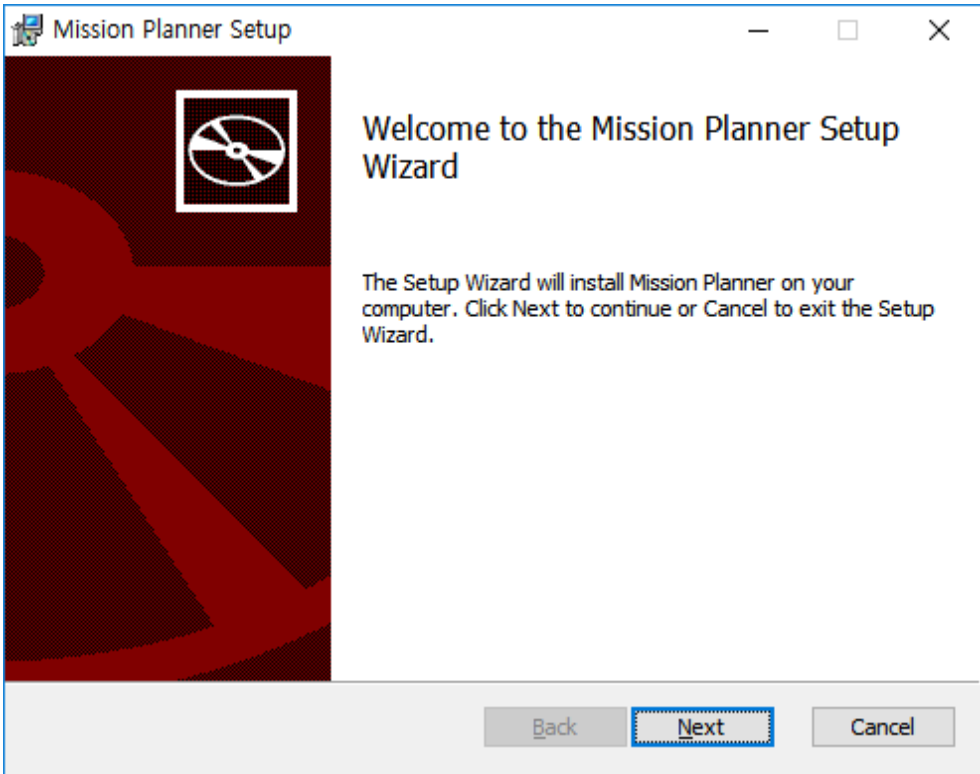 Mission Planner Setup
Welcome to the Mission Planner Setup
Wizard
The Setup Wizard will install Mission Planner on your
computer. Click Next to continue or Cancel to exit the Setup
Wizard.
Back
Next
Cancel